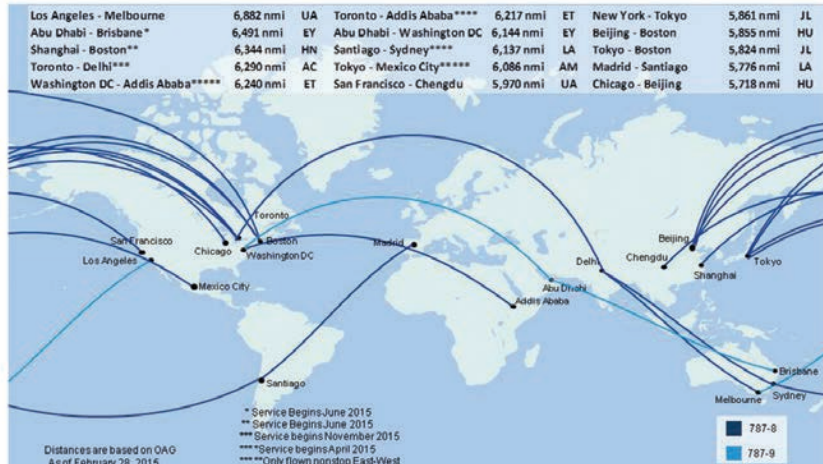 Los Angeles - Melbourne 6,882 nmi UA Toronto - Addis Ababa**** 6,217 nmi ET New York - Tokyo 5,861 nmi JL
Abu Dhabi - Brisbane* 6,491 nmi EY Abu Dhabi - Washington DC 6,144 nmi EY Beijing - Boston 5,855 nmi HU
Shanghai - Boston** 6,344 nmi HN Santiago - Sydney**** 6,137 nmi LA Tokyo - Boston 5,824 nmi JL
Toronto - Delhi*** 6,290 nmi AC Tokyo - Mexico City***** 6,086 nmi AM Madrid - Santiago 5,776 nmi LA
Washington DC - Addis Ababa***** 6,240 nmi ET San Francisco - Chengdu 5,970 nmi UA Chicago - Beijing 5,718 nmi HU
Toronto
San Francisco
Chicago
Boston
Washington DC
Madrid
Beijing
Los Angeles
Delhi
Chengdu
Shanghai
Tokyo
Mexico City
Abu Dhabi
Addis Ababa
Santiago
Brisbane
Melbourne
Sydney
* Service Begins June 2015
** Service Begins June 2015
*** Service begins November 2015
*****service begins April 2015
*****Only flown nonstop East-West
Distances are based on OAG
As of February 28, 2015
787-8
787-9